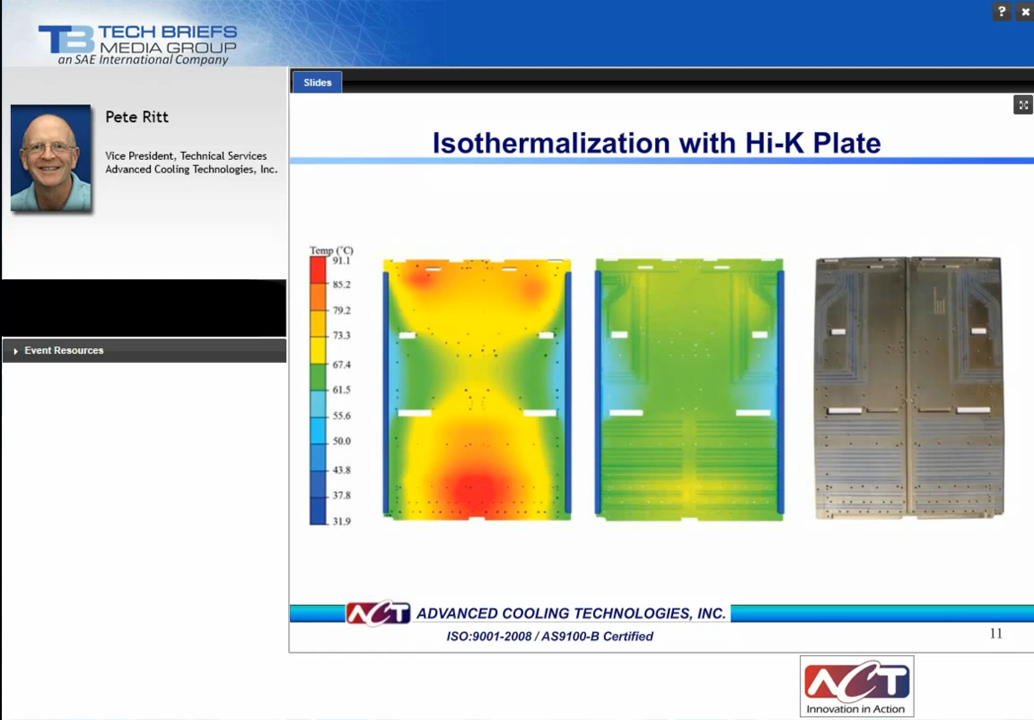 TB TECH BRIEFS
MEDIA GROUP
an SAE International Company
?
Slides
Pete Ritt
Vice President, Technical Services
Advanced Cooling Technologies, Inc.
Event Resources
Isothermalization with Hi-K Plate
Temp (°C)
91.1
85.2
79.2
73.3
67.4
61.5
55.6
50.0
43.8
37.8
31.9
ACT ADVANCED COOLING TECHNOLOGIES, INC.
ISO:9001-2008 / AS9100-B Certified
11
ACT
Innovation in Action